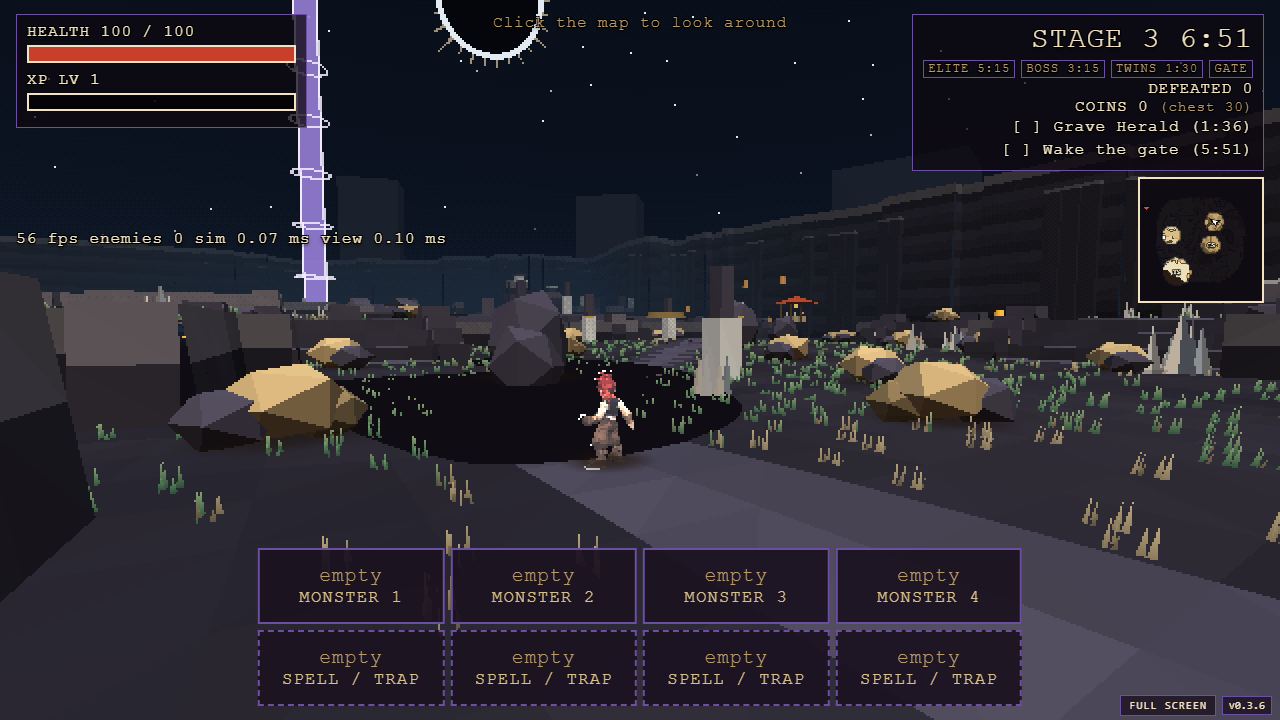 Click the map to look around
HEALTH 100 / 100
XP LV 1
STAGE 3 6:51
ELITE 5:15 BOSS 3:15 TWINS 1:30 GATE
DEFEATED 0
COINS 0 (chest 30)
[ ] Grave Herald (1:36)
[ ] Wake the gate (5:51)
56 fps enemies 0 sim 0.07 ms view 0.10 ms
empty empty empty empty
MONSTER 1 MONSTER 2 MONSTER 3 MONSTER 4
empty empty empty empty
SPELL / TRAP SPELL / TRAP SPELL / TRAP SPELL / TRAP
FULL SCREEN v0.3.6